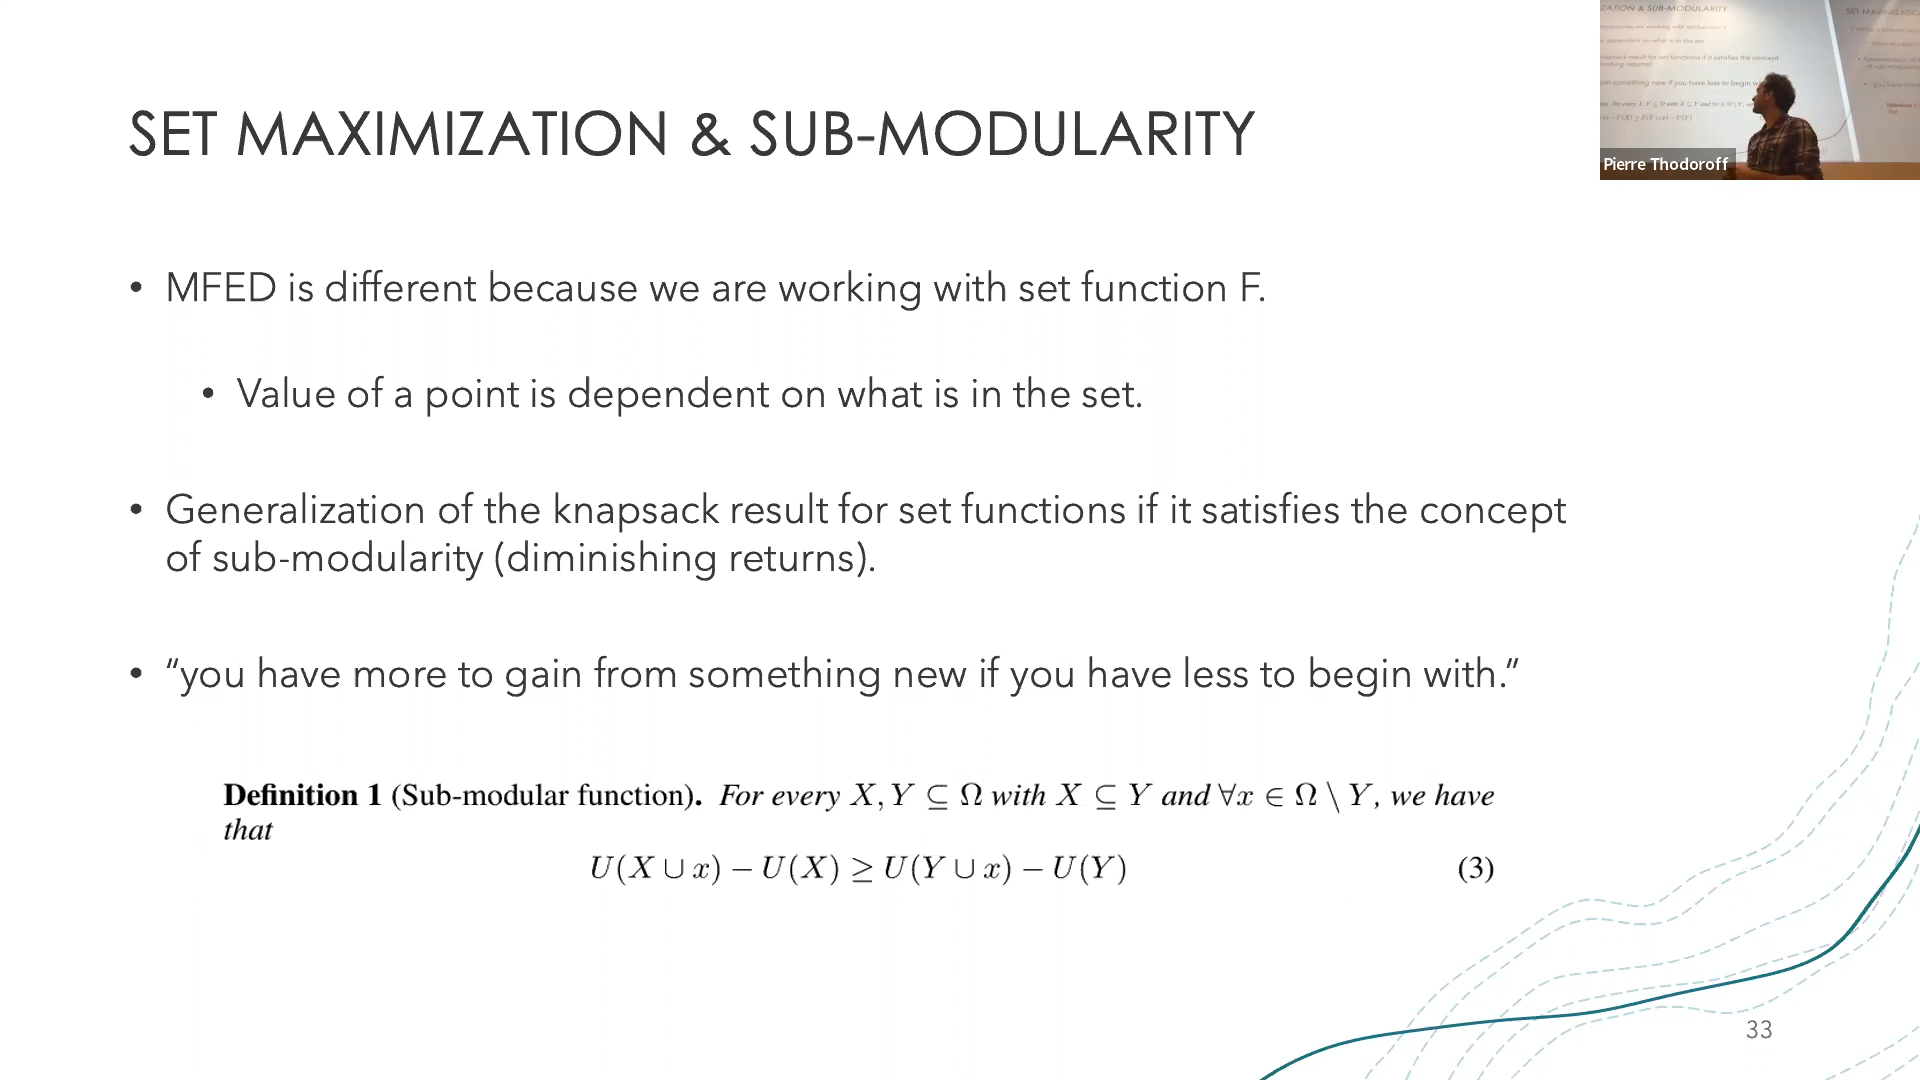 SET MAXIMIZATION & SUB-MODULARITY
Pierre Thodoroff
• MFED is different because we are working with set function F.
• Value of a point is dependent on what is in the set.
• Generalization of the knapsack result for set functions if it satisfies the concept
of sub-modularity (diminishing returns).
• “you have more to gain from something new if you have less to begin with.”
Definition 1 (Sub-modular function). For every X, Y ⊆ Ω with X ⊆ Y and ∀x ∈ Ω \ Y, we have
that
U(X ∪ x) − U(X) ≥ U(Y ∪ x) − U(Y) (3)
33